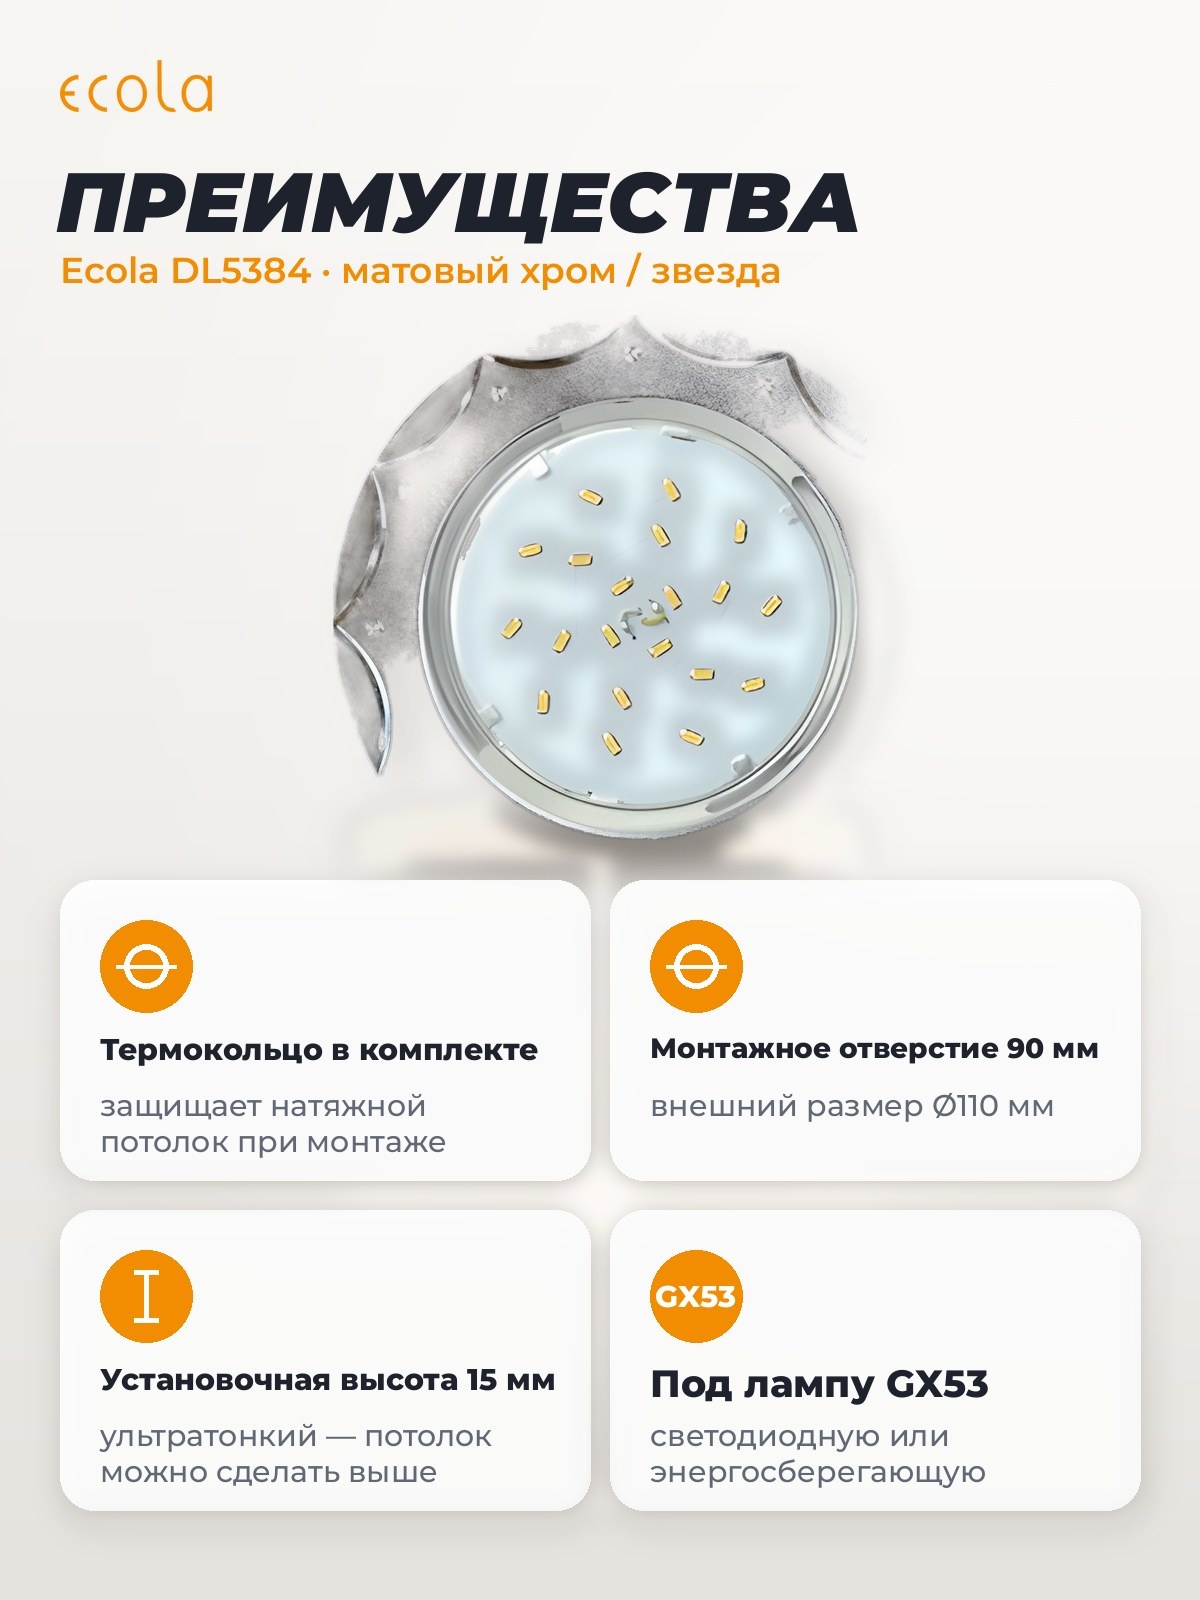 ecola
ПРЕИМУЩЕСТВА
Ecola DL5384 · матовый хром / звезда
Термокольцо в комплекте
защищает натяжной
потолок при монтаже
Монтажное отверстие 90 мм
внешний размер Ø110 мм
Установочная высота 15 мм
ультратонкий — потолок
можно сделать выше
GX53
Под лампу GX53
светодиодную или
энергосберегающую